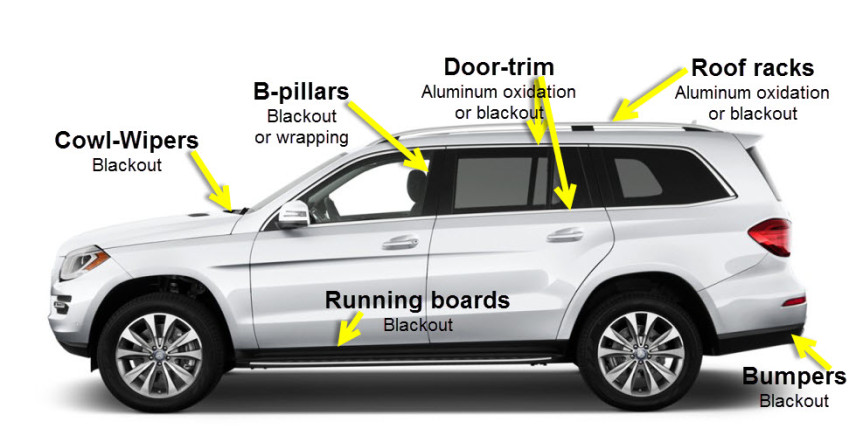 Door-trim
Aluminum oxidation
or blackout
Roof racks
Aluminum oxidation
or blackout
B-pillars
Blackout
or wrapping
Cowl-Wipers
Blackout
Running boards
Blackout
Bumpers
Blackout